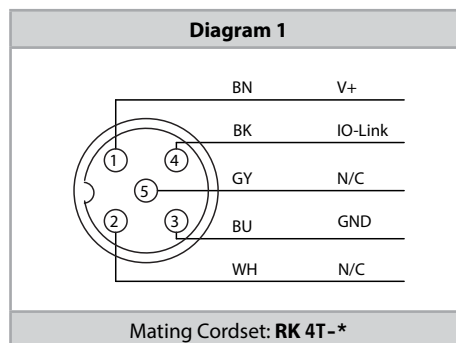 Diagram 1
BN V+
BK IO-Link
1 4
GY N/C
5
2 3
BU GND
WH N/C
Mating Cordset: RK 4T-*